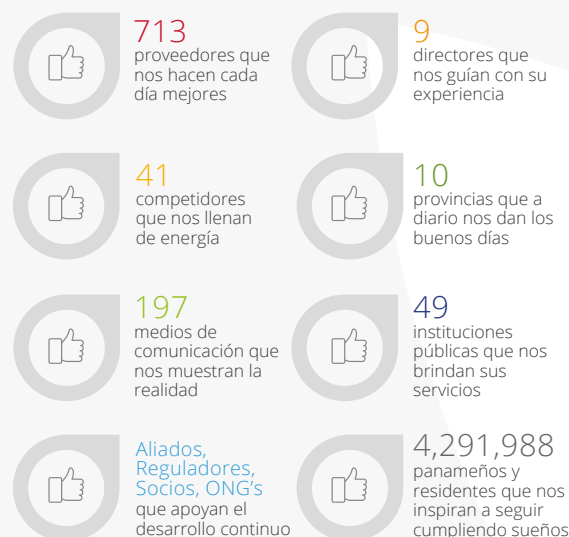 713
proveedores que
nos hacen cada
día mejores
9
directores que
nos guían con su
experiencia
41
competidores
que nos llenan
de energía
10
provincias que a
diario nos dan los
buenos días
197
medios de
comunicación que
nos muestran la
realidad
49
instituciones
públicas que nos
brindan sus
servicios
Aliados,
Reguladores,
Socios, ONG’s
que apoyan el
desarrollo continuo
4,291,988
panameños y
residentes que nos
inspiran a seguir
cumpliendo sueños